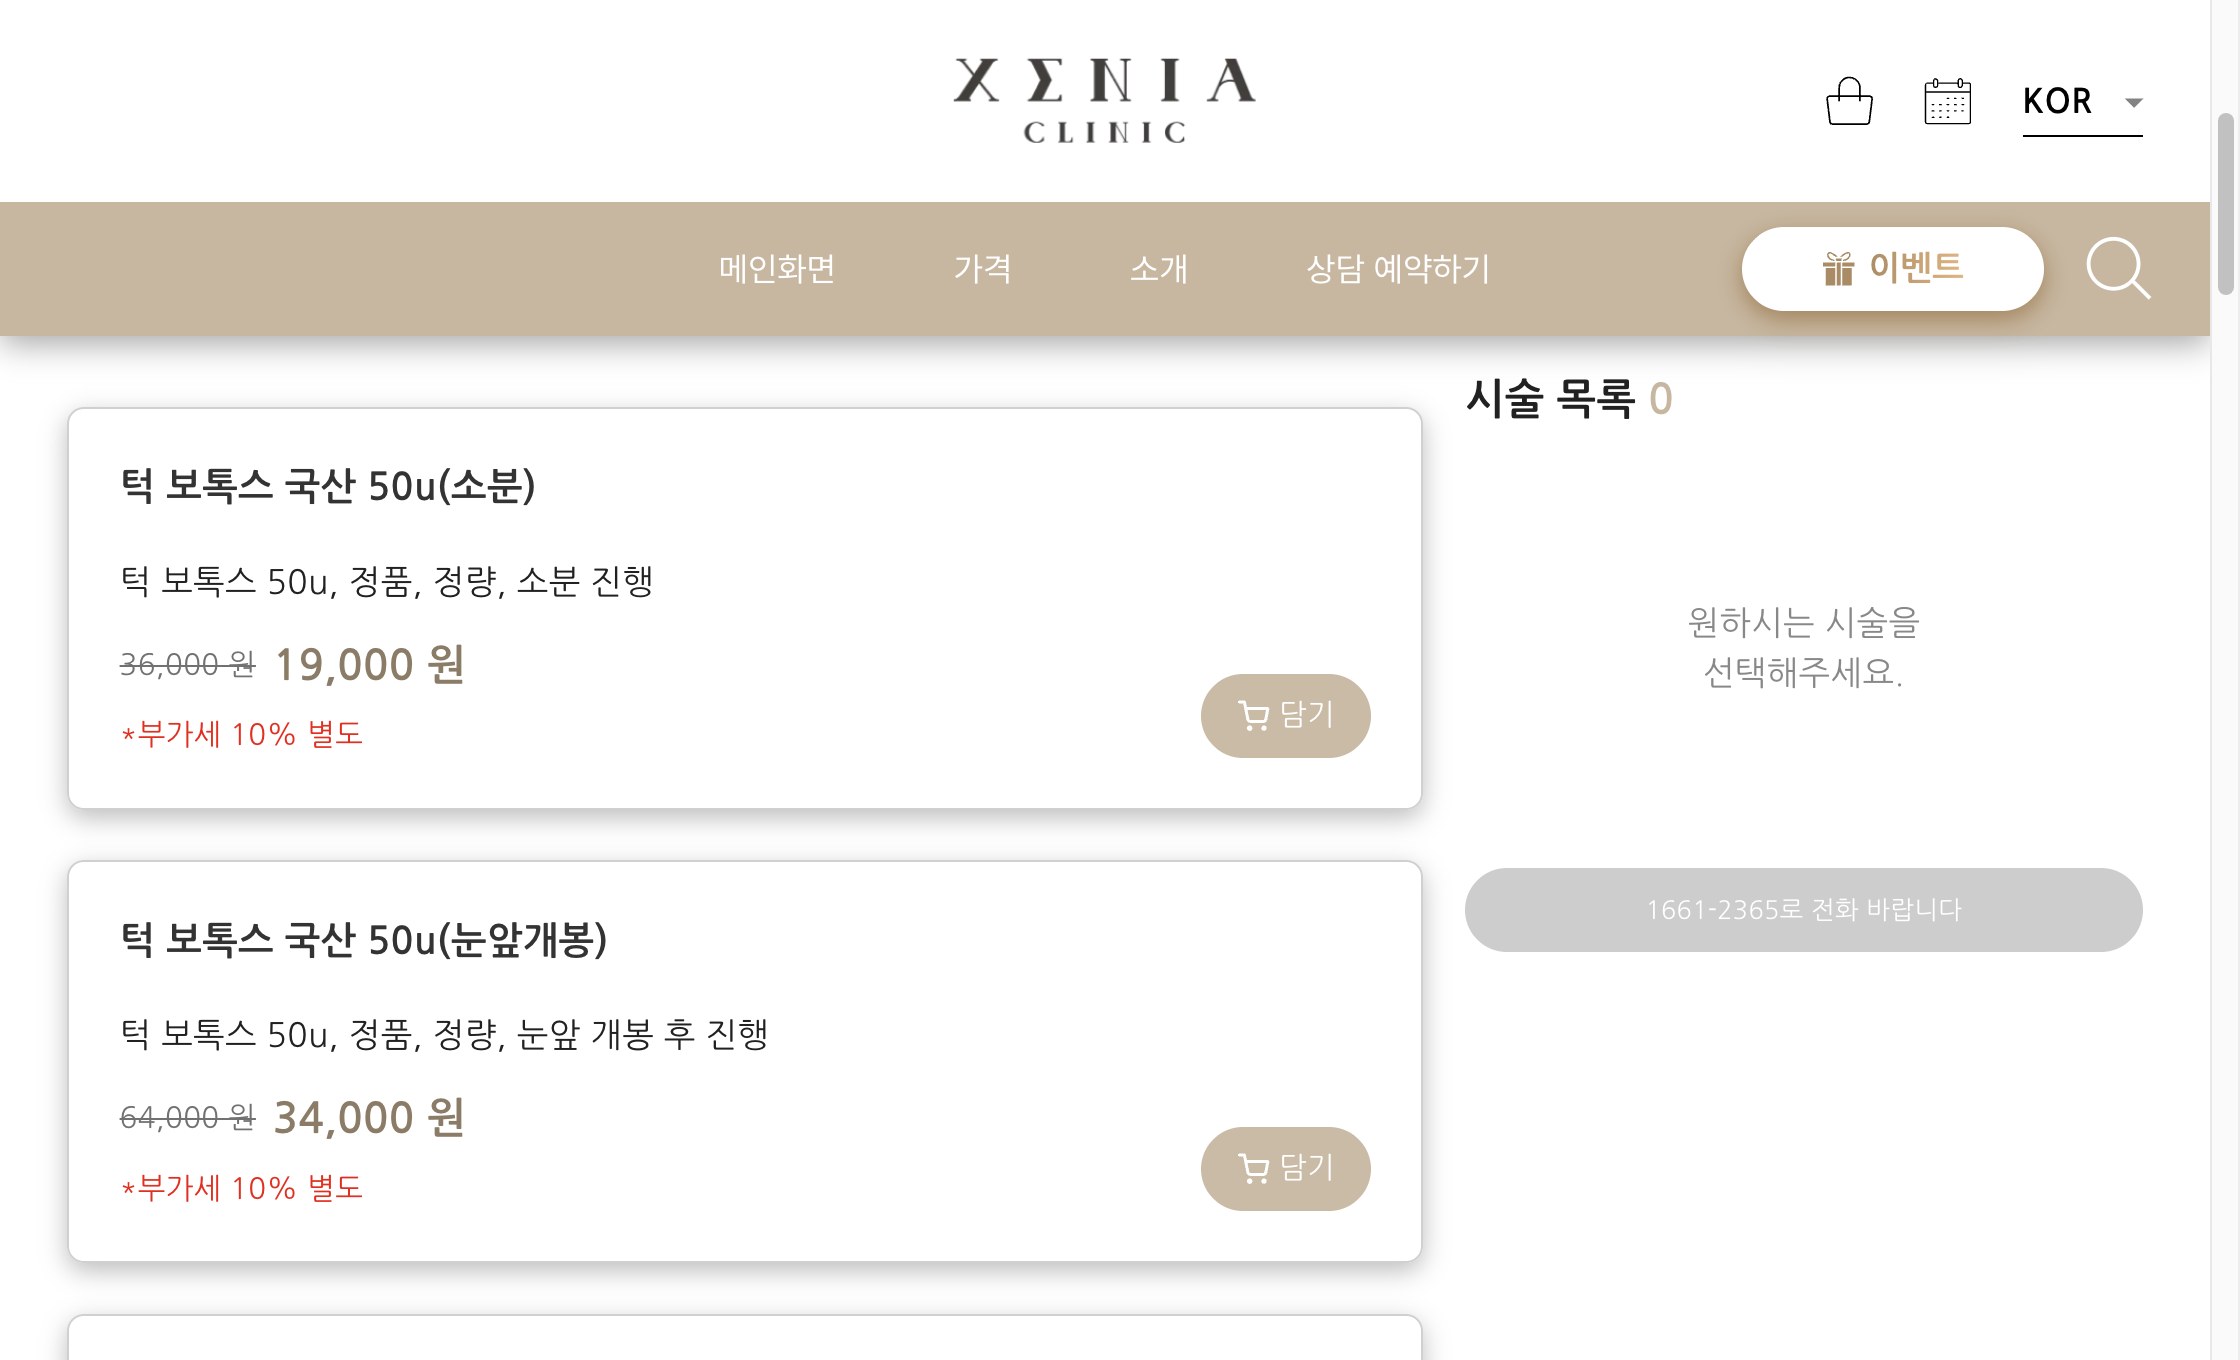 XΣNIA
CLINIC
KOR
메인화면
가격
소개
상담 예약하기
이벤트
턱 보톡스 국산 50u(소분)
턱 보톡스 50u, 정품, 정량, 소분 진행
36,000 원 19,000 원
*부가세 10% 별도
담기
턱 보톡스 국산 50u(눈앞개봉)
턱 보톡스 50u, 정품, 정량, 눈앞 개봉 후 진행
64,000 원 34,000 원
*부가세 10% 별도
담기
시술 목록 0
원하시는 시술을
선택해주세요.
1661-2365로 전화 바랍니다